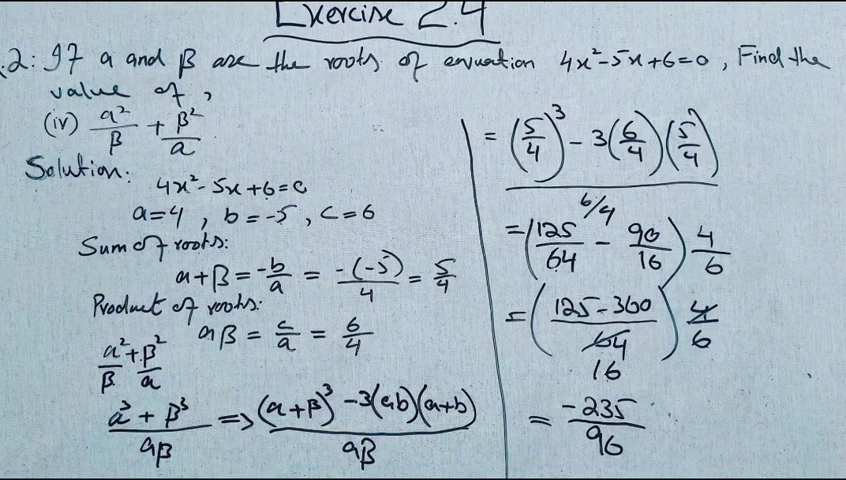 Exercise 2.4
.2: If α and β are the roots of equation 4x²-5x+6=0, Find the
value of,
(iv) α²/β + β²/α
Solution:
4x²-5x+6=0
a=4, b=-5, c=6
Sum of roots:
α+β = -b/a = -(-5)/4 = 5/4
Product of roots:
αβ = c/a = 6/4
α²/β + β²/α
α³+β³/αβ => (α+β)³-3(ab)(a+b)/αβ
= (5/4)³ - 3(6/4)(5/4)
6/4
= (125/64 - 90/16) 4/6
= (125-360/64) 4/6
16
= -235/96